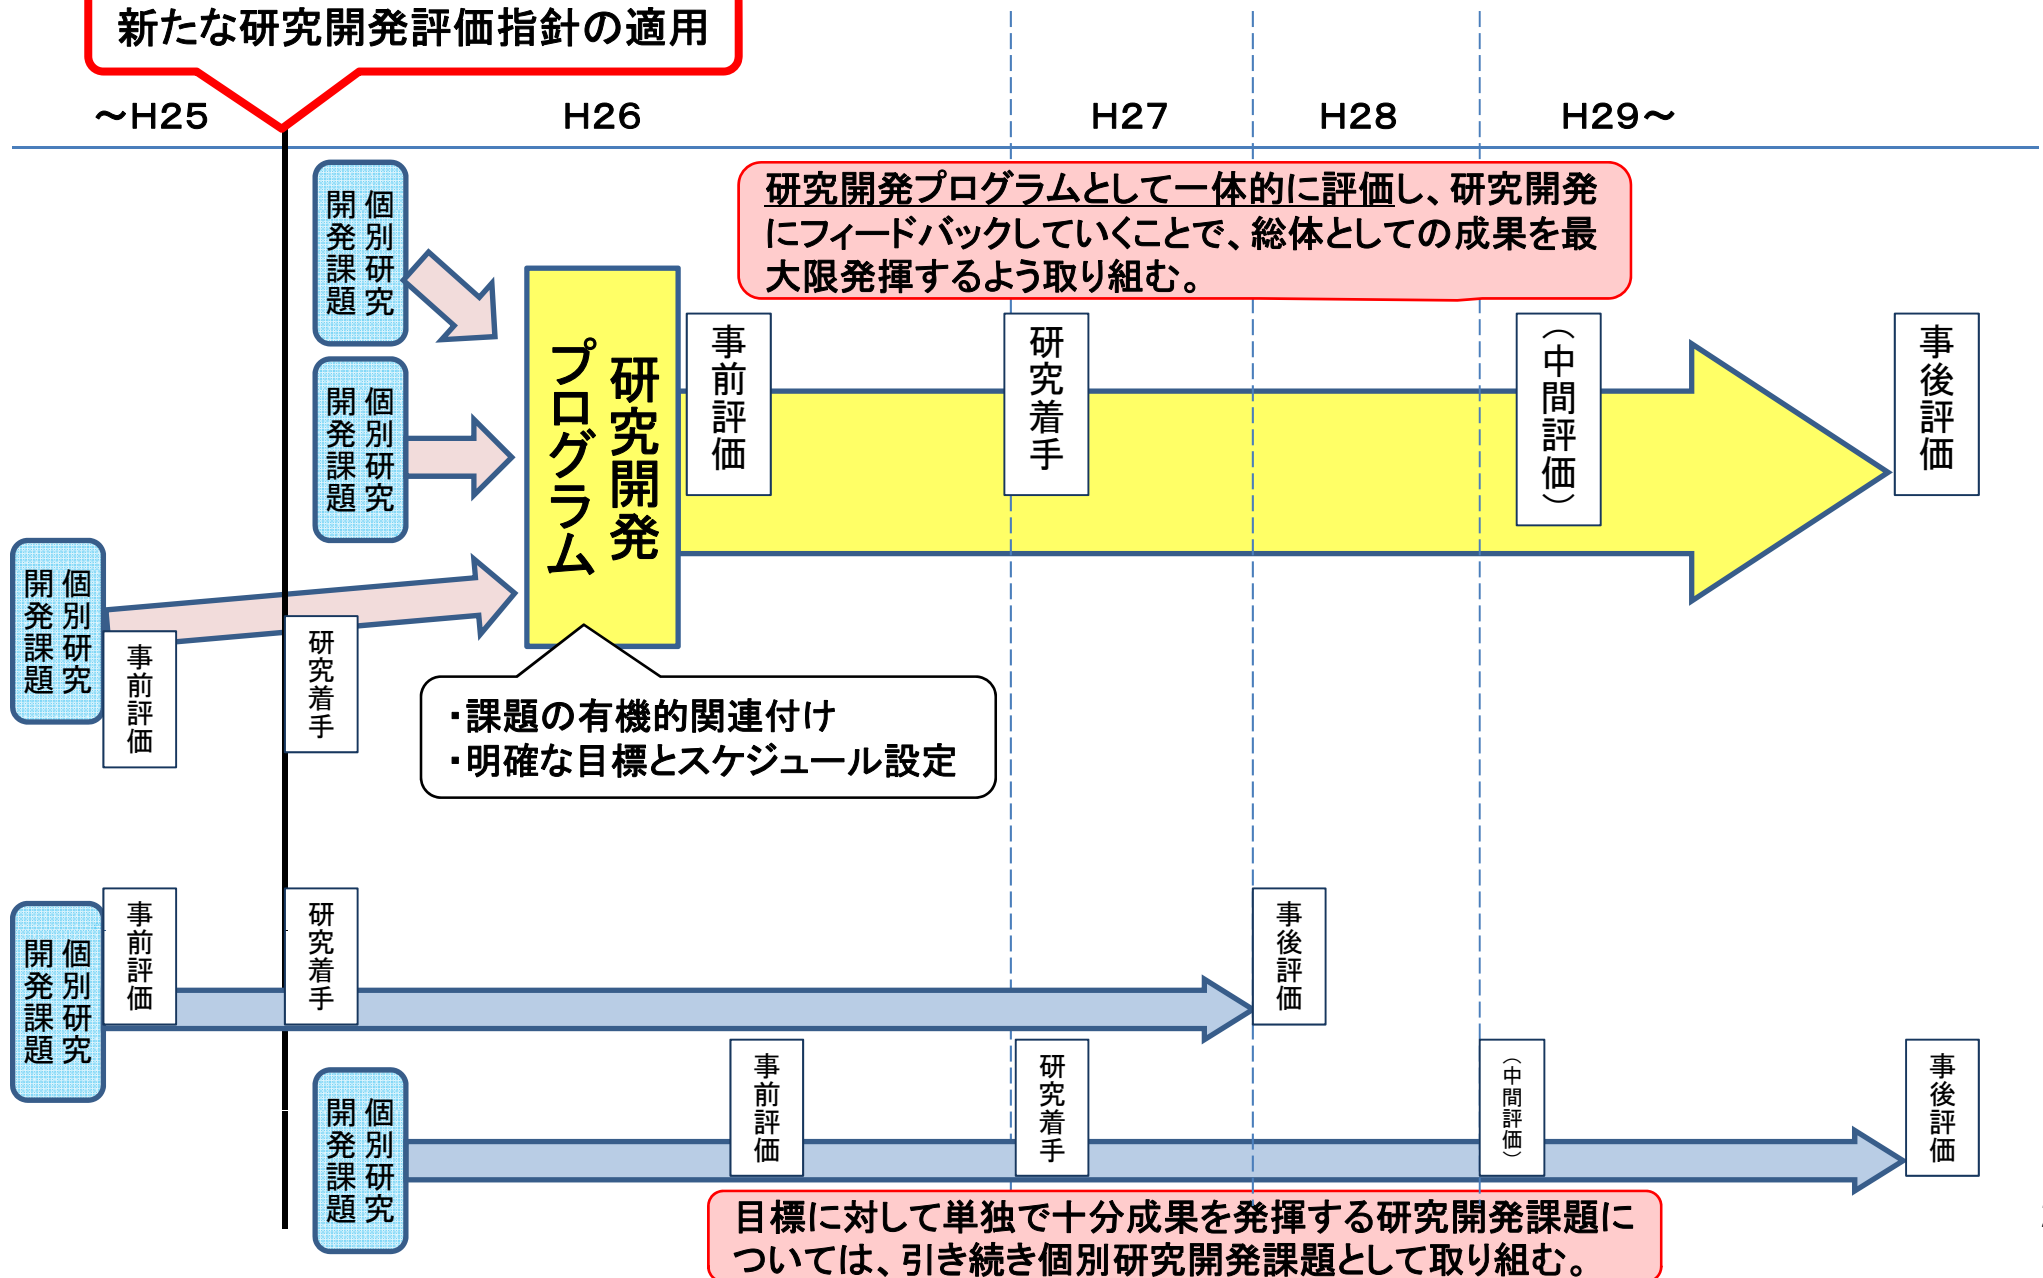 新たな研究開発評価指針の適用
～H25
H26
H27
H28
H29～
個別研究
開発課題
研究開発プログラムとして一体的に評価し、研究開発
にフィードバックしていくことで、総体としての成果を最
大限発揮するよう取り組む。
個別研究
開発課題
研究開発
プログラム
事前評価
研究着手
（中間評価）
事後評価
個別研究
開発課題
事前評価
研究着手
・課題の有機的関連付け
・明確な目標とスケジュール設定
個別研究
開発課題
事前評価
研究着手
事後評価
個別研究
開発課題
事前評価
研究着手
（中間評価）
事後評価
目標に対して単独で十分成果を発揮する研究開発課題に
ついては、引き続き個別研究開発課題として取り組む。